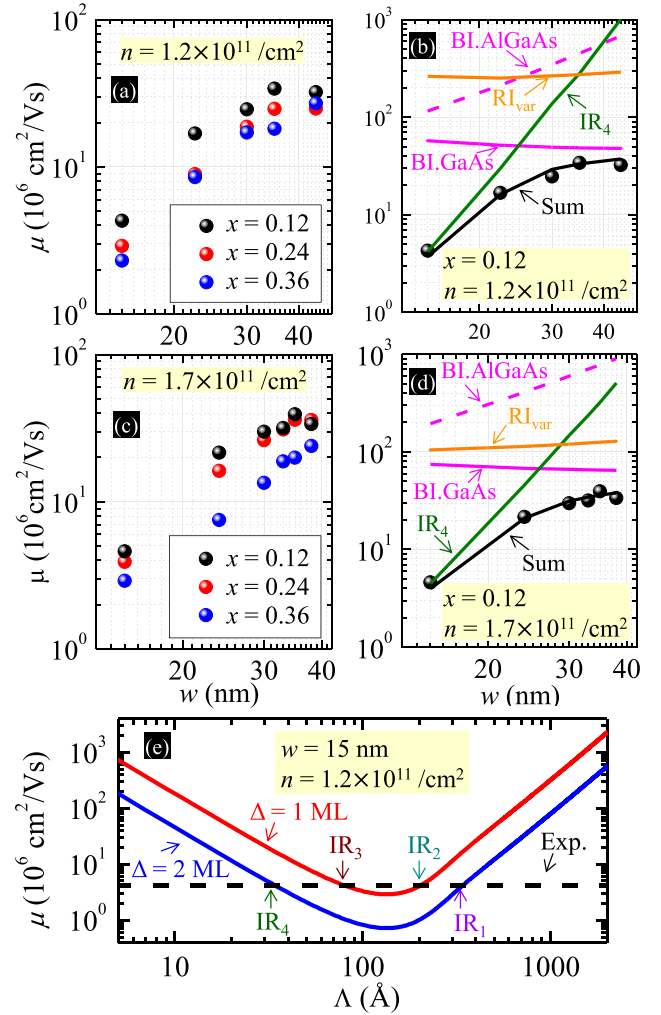 (a)
n = 1.2×10¹¹ /cm²
μ (10⁶ cm²/Vs)
10²
10¹
10⁰
x = 0.12
x = 0.24
x = 0.36
20
30
40
(b)
BI.AlGaAs
RIvar
IR₄
BI.GaAs
Sum
x = 0.12
n = 1.2×10¹¹ /cm²
10³
10²
10¹
10⁰
20
30
40
(c)
n = 1.7×10¹¹ /cm²
μ (10⁶ cm²/Vs)
10²
10¹
10⁰
x = 0.12
x = 0.24
x = 0.36
20
30
40
w (nm)
(d)
BI.AlGaAs
RIvar
BI.GaAs
IR₄
Sum
x = 0.12
n = 1.7×10¹¹ /cm²
10³
10²
10¹
10⁰
20
30
40
w (nm)
(e)
w = 15 nm
n = 1.2×10¹¹ /cm²
μ (10⁶ cm²/Vs)
10³
10²
10¹
10⁰
Δ = 1 ML
Δ = 2 ML
IR₃
IR₂
Exp.
IR₄
IR₁
10
100
1000
Λ (Å)